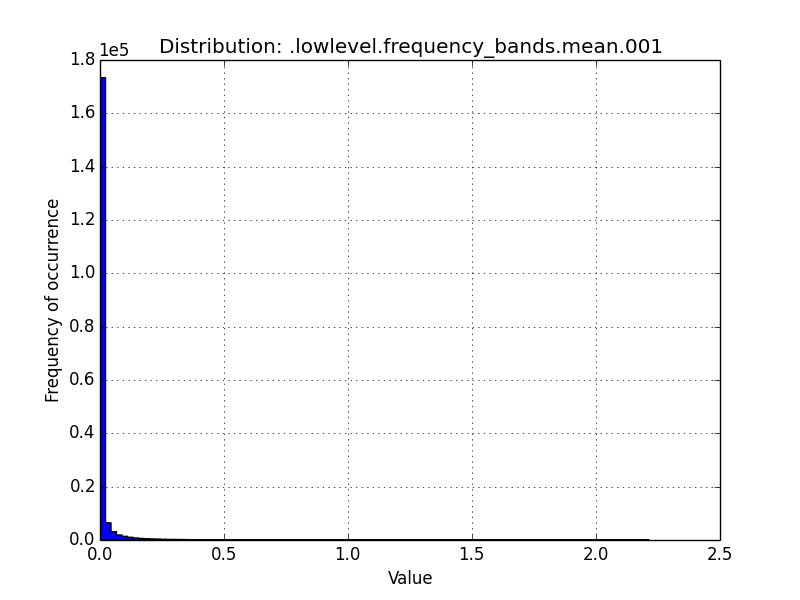 Distribution: .lowlevel.frequency_bands.mean.001
1e5
1.8
1.6
1.4
1.2
1.0
0.8
0.6
0.4
0.2
0.0
Frequency of occurrence
0.0 0.5 1.0 1.5 2.0 2.5
Value